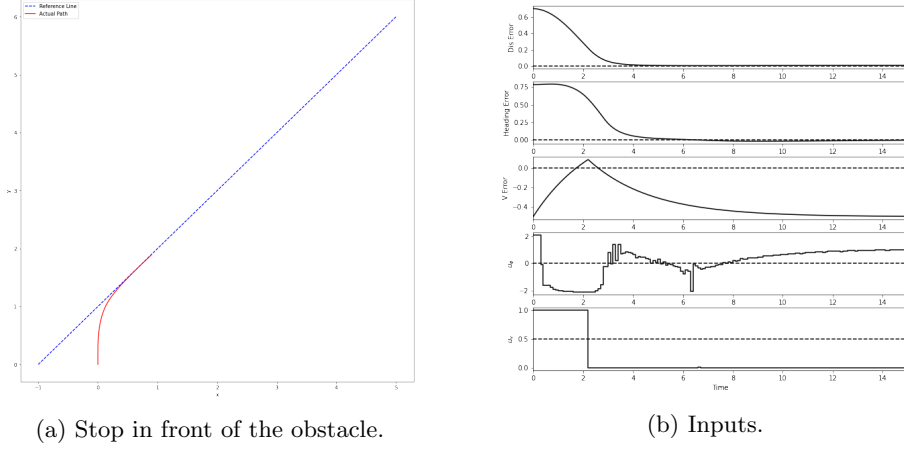 Reference Line
Actual Path
6
5
4
3
2
1
0
y
−1 0 1 2 3 4 5
x
(a) Stop in front of the obstacle.
0.6
0.4
0.2
0.0
Dis Error
0 2 4 6 8 10 12 14
0.75
0.50
0.25
0.00
Heading Error
0 2 4 6 8 10 12 14
0.0
−0.2
−0.4
V Error
0 2 4 6 8 10 12 14
2
0
−2
0 2 4 6 8 10 12 14
1.0
0.5
0.0
0 2 4 6 8 10 12 14
Time
(b) Inputs.